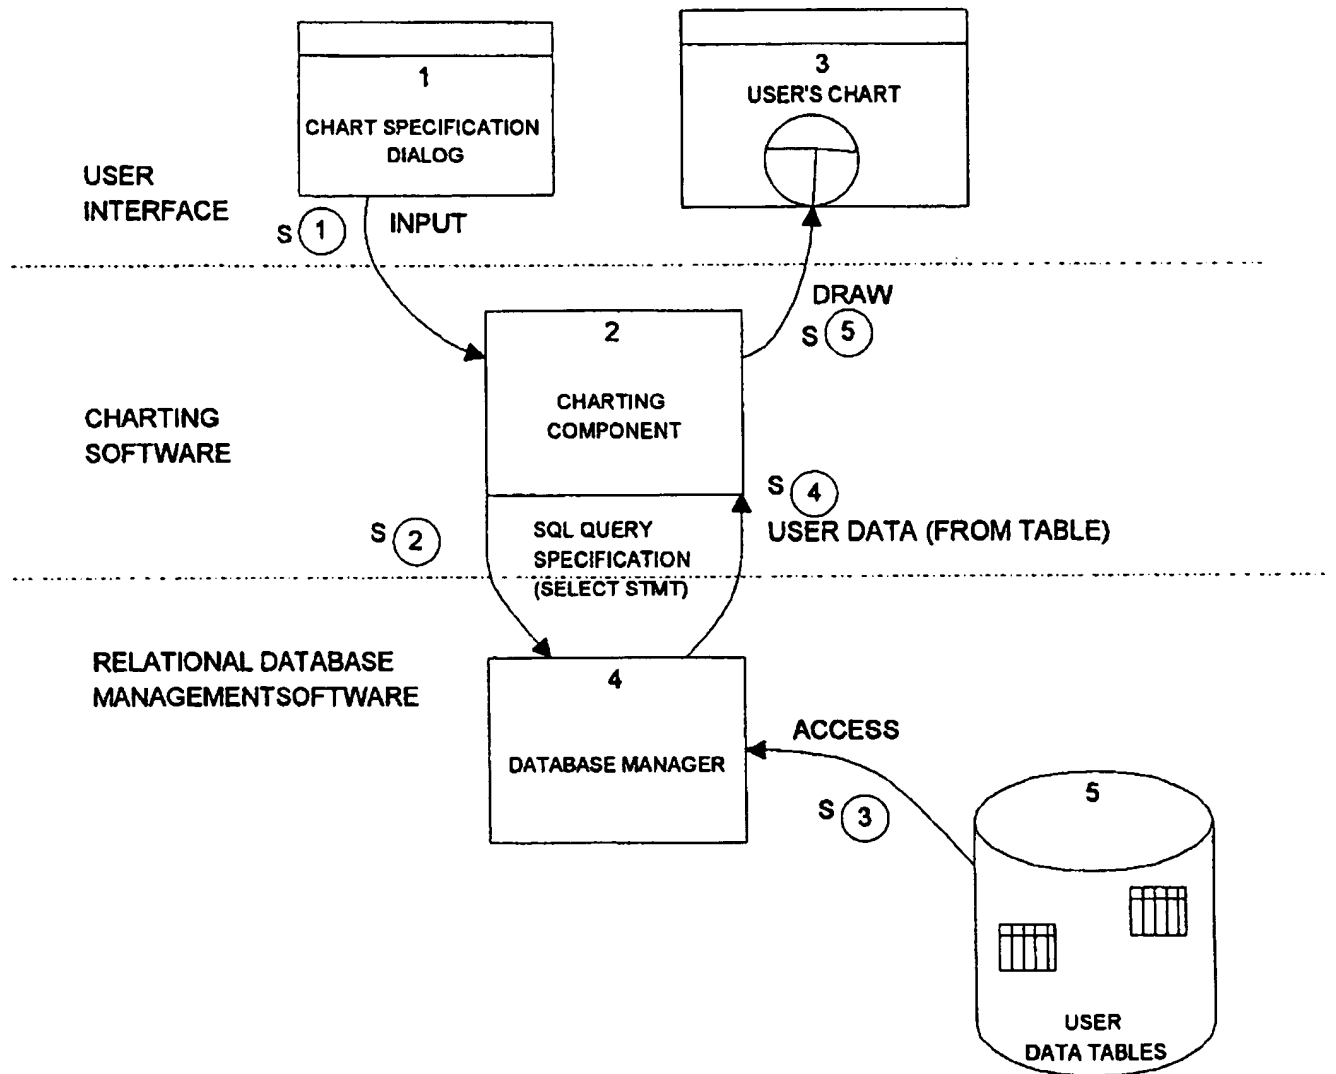 1
CHART SPECIFICATION
DIALOG
3
USER'S CHART
USER
INTERFACE
S 1
INPUT
DRAW
S 5
2
CHARTING
COMPONENT
CHARTING
SOFTWARE
S 2
SQL QUERY
SPECIFICATION
(SELECT STMT)
S 4
USER DATA (FROM TABLE)
RELATIONAL DATABASE
MANAGEMENTSOFTWARE
4
DATABASE MANAGER
ACCESS
S 3
5
USER
DATA TABLES